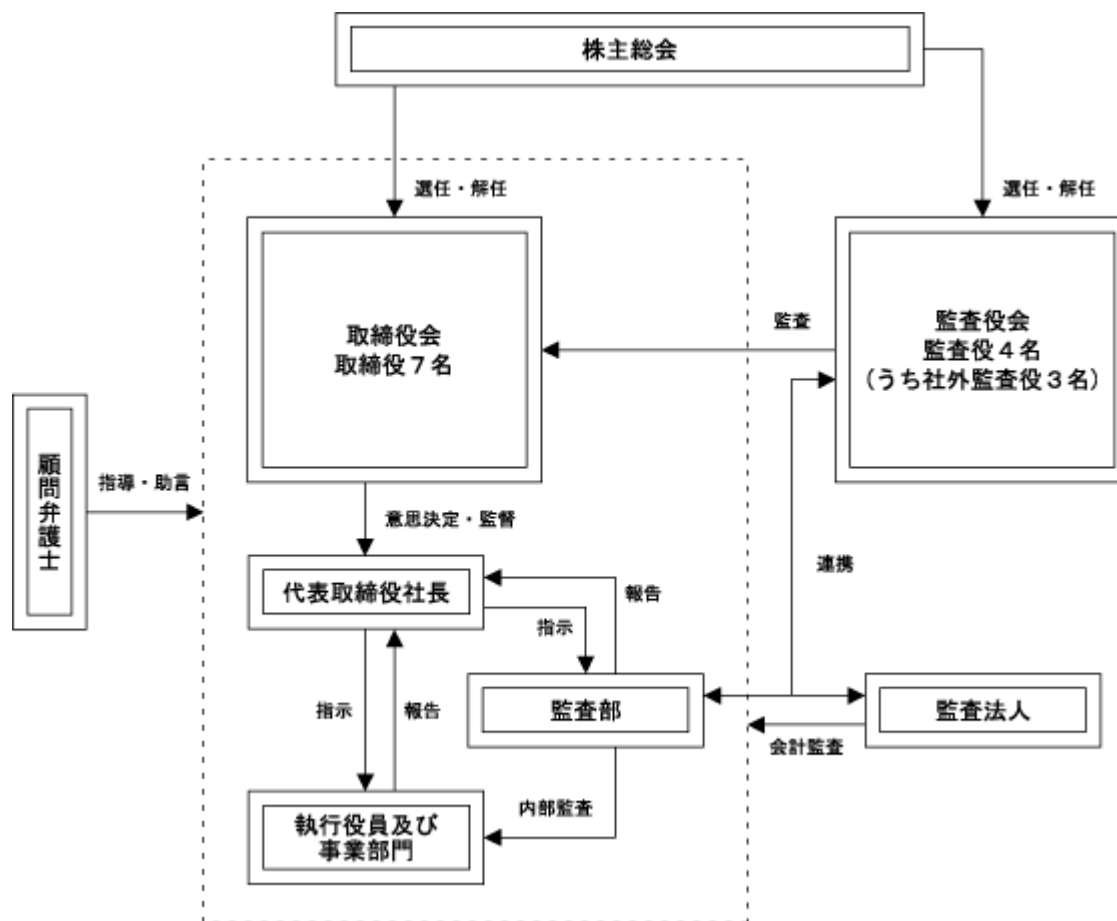 株主総会
選任・解任
選任・解任
取締役会
取締役７名
監査
監査役会
監査役４名
（うち社外監査役３名）
顧問弁護士
指導・助言
意思決定・監督
代表取締役社長
報告
指示
連携
指示
報告
監査部
監査法人
会計監査
内部監査
執行役員及び
事業部門